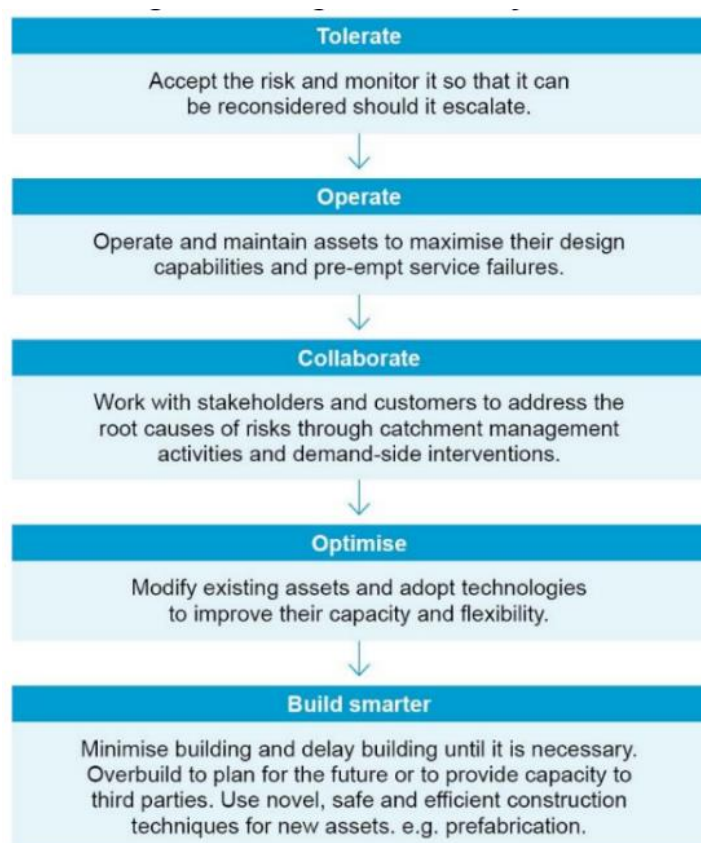 Tolerate
Accept the risk and monitor it so that it can
be reconsidered should it escalate.
Operate
Operate and maintain assets to maximise their design
capabilities and pre-empt service failures.
Collaborate
Work with stakeholders and customers to address the
root causes of risks through catchment management
activities and demand-side interventions.
Optimise
Modify existing assets and adopt technologies
to improve their capacity and flexibility.
Build smarter
Minimise building and delay building until it is necessary.
Overbuild to plan for the future or to provide capacity to
third parties. Use novel, safe and efficient construction
techniques for new assets. e.g. prefabrication.